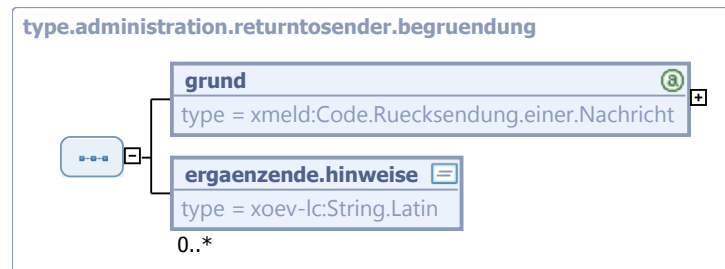 type.administration.returntosender.begruendung
grund
type = xmeld:Code.Ruecksendung.einer.Nachricht
ergaenzende.hinweise
type = xoev-lc:String.Latin
0..*